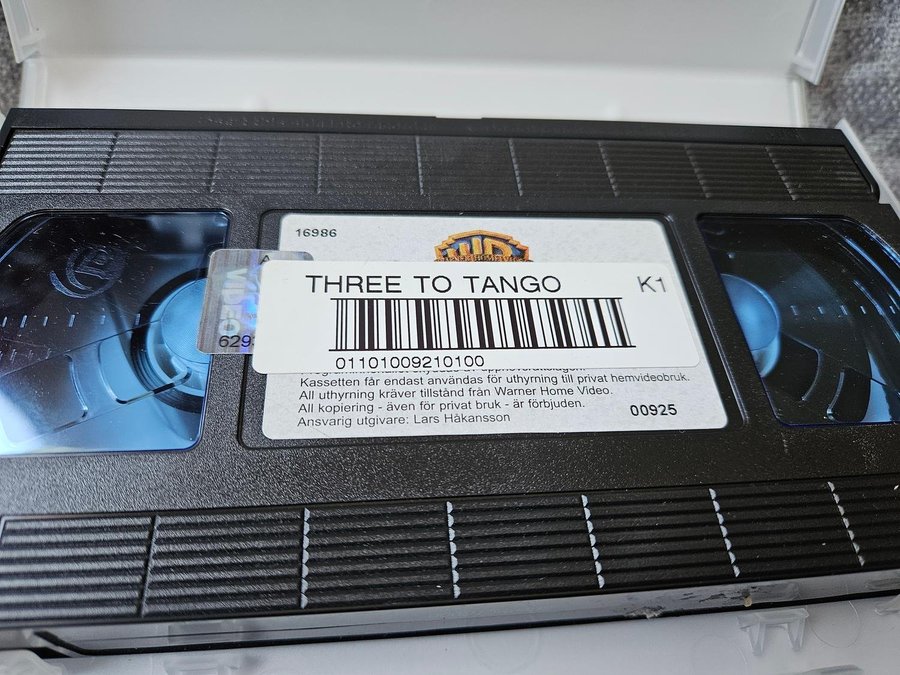 16986
THREE TO TANGO K1
VIDEO
629
01101009210100
Kassetten får endast användas för uthyrning till privat hemvideobruk.
All uthyrning kräver tillstånd från Warner Home Video.
All kopiering - även för privat bruk - är förbjuden.
00925
Ansvarig utgivare: Lars Håkansson